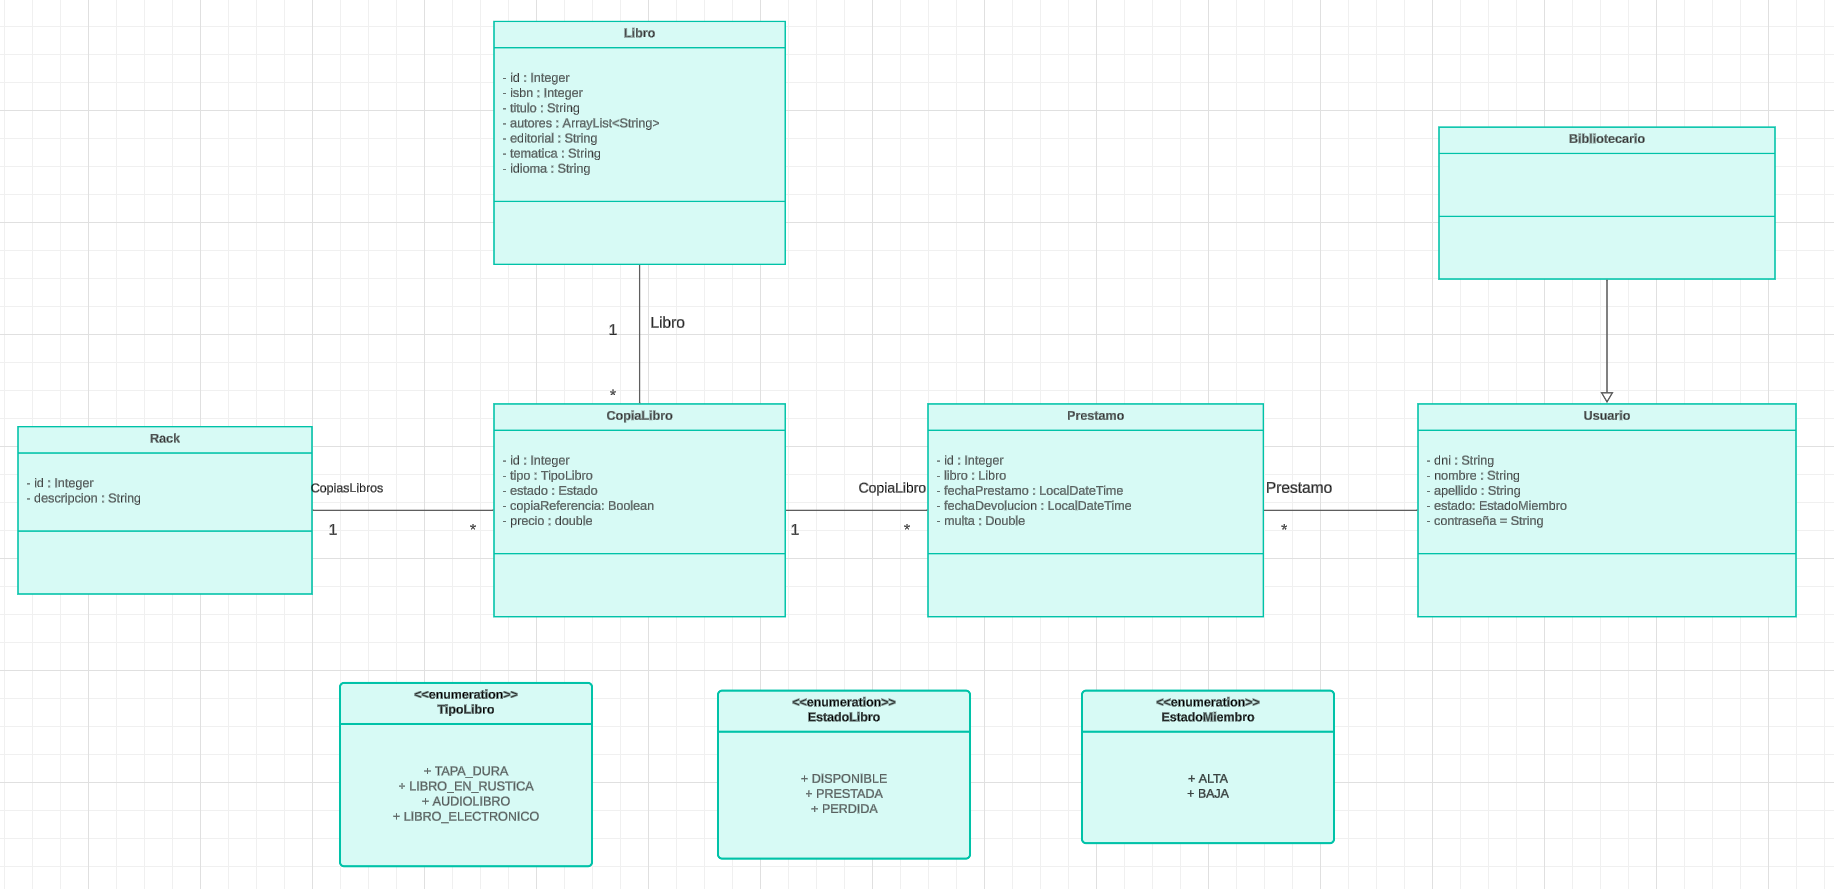 Libro
- id : Integer
- isbn : Integer
- titulo : String
- autores : ArrayList<String>
- editorial : String
- tematica : String
- idioma : String
Bibliotecario
1
Libro
*
Rack
- id : Integer
- descripcion : String
CopiasLibros
1
*
CopiaLibro
- id : Integer
- tipo : TipoLibro
- estado : Estado
- copiaReferencia: Boolean
- precio : double
CopiaLibro
1
*
Prestamo
- id : Integer
- libro : Libro
- fechaPrestamo : LocalDateTime
- fechaDevolucion : LocalDateTime
- multa : Double
Prestamo
*
Usuario
- dni : String
- nombre : String
- apellido : String
- estado: EstadoMiembro
- contraseña = String
<<enumeration>>
TipoLibro
+ TAPA_DURA
+ LIBRO_EN_RUSTICA
+ AUDIOLIBRO
+ LIBRO_ELECTRONICO
<<enumeration>>
EstadoLibro
+ DISPONIBLE
+ PRESTADA
+ PERDIDA
<<enumeration>>
EstadoMiembro
+ ALTA
+ BAJA